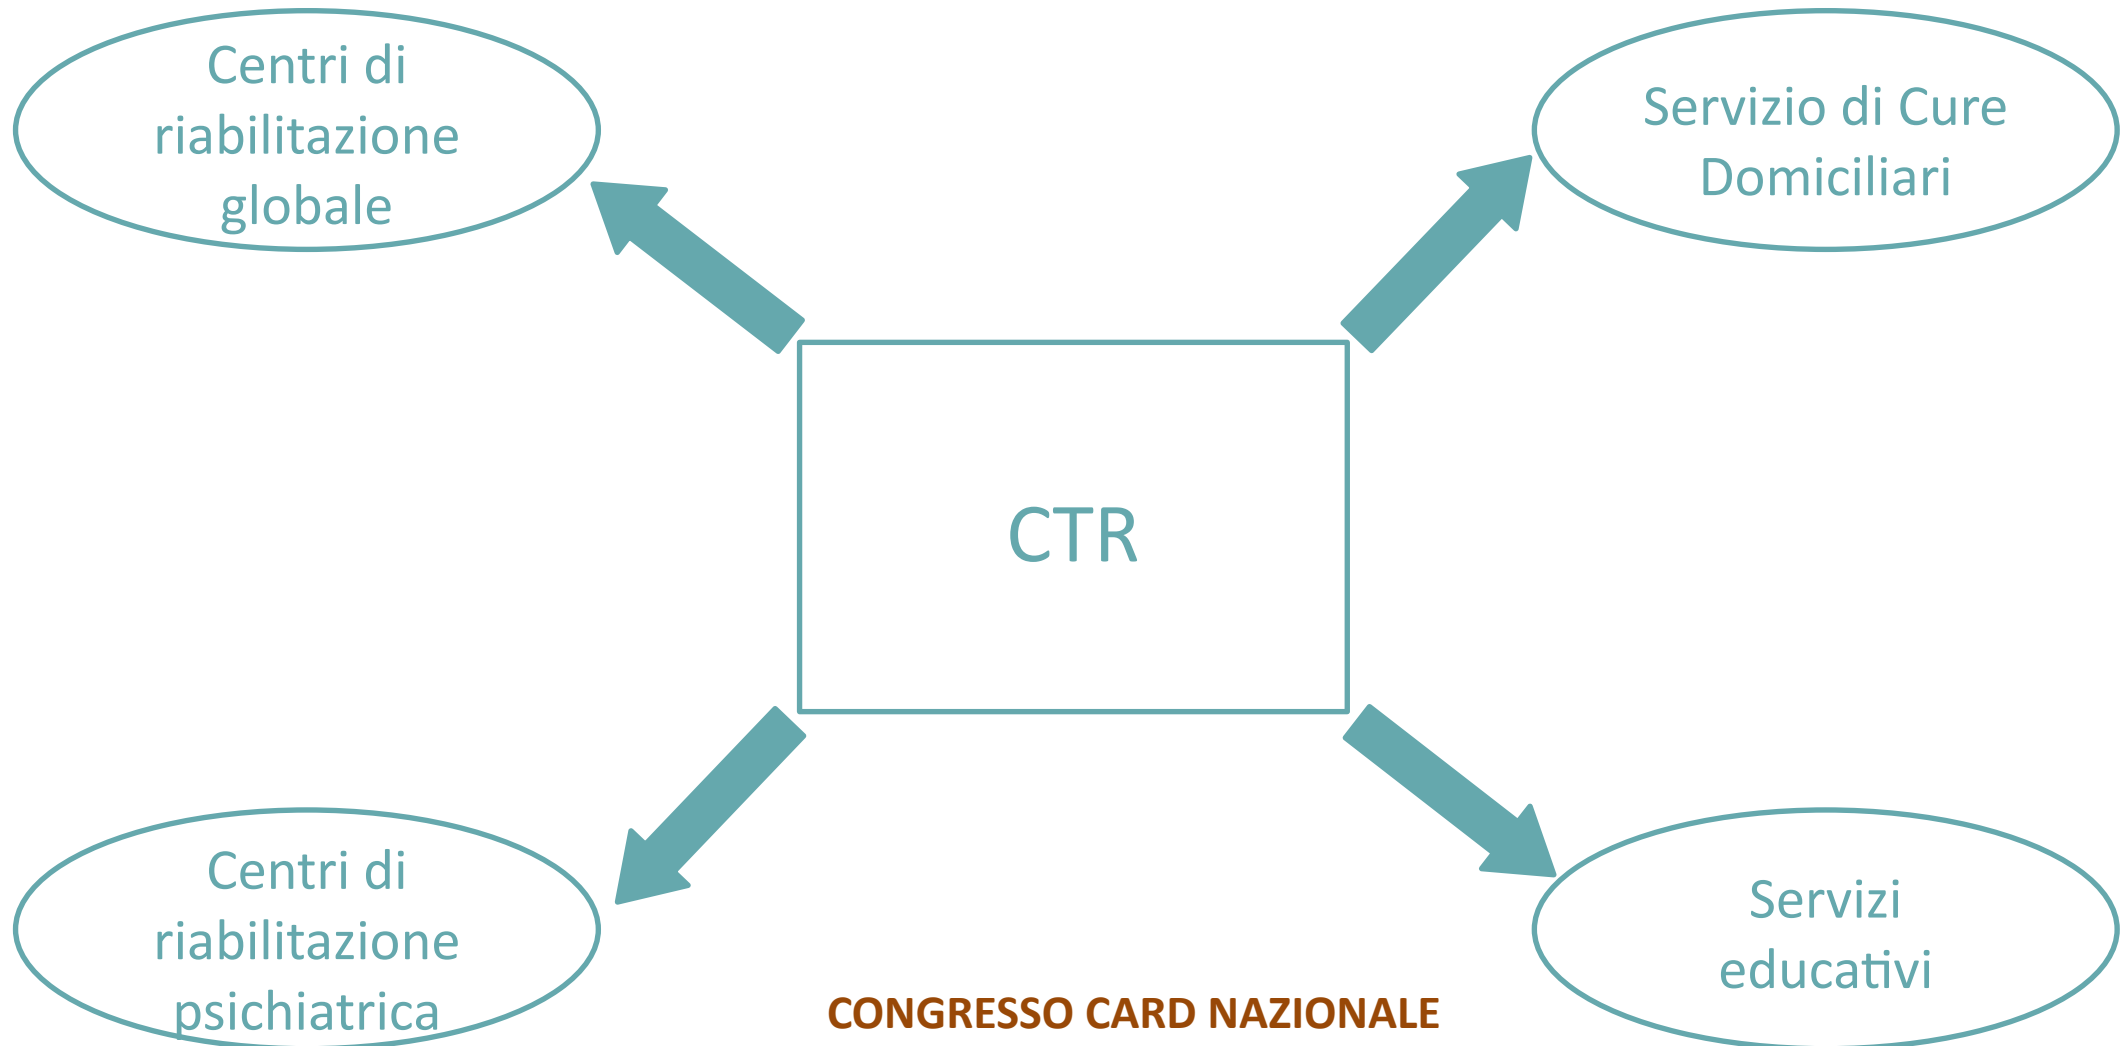 Centri di
riabilitazione
globale
Servizio di Cure
Domiciliari
CTR
Centri di
riabilitazione
psichiatrica
Servizi
educativi
CONGRESSO CARD NAZIONALE